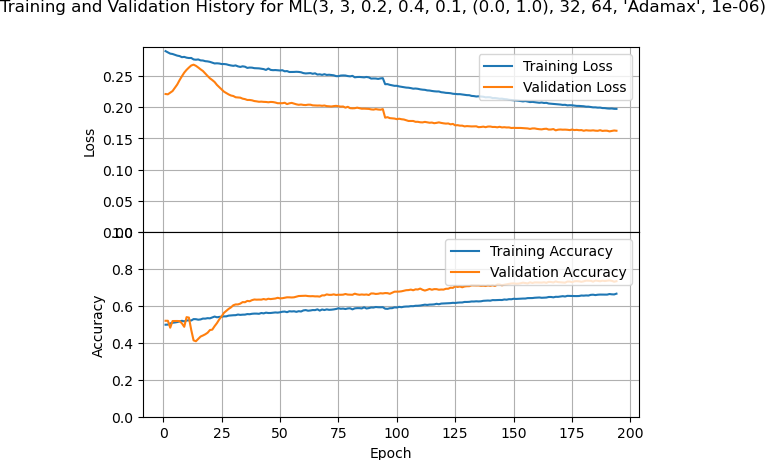 Training and Validation History for ML(3, 3, 0.2, 0.4, 0.1, (0.0, 1.0), 32, 64, 'Adamax', 1e-06)
Training Loss
Validation Loss
0.25
0.20
0.15
0.10
0.05
0.00
Loss
Training Accuracy
Validation Accuracy
1.0
0.8
0.6
0.4
0.2
0.0
Accuracy
0 25 50 75 100 125 150 175 200
Epoch